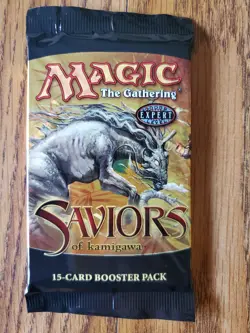 MAGIC
The Gathering
EXPERT
LEVEL
SAVIORS
of kamigawa
15-CARD BOOSTER PACK